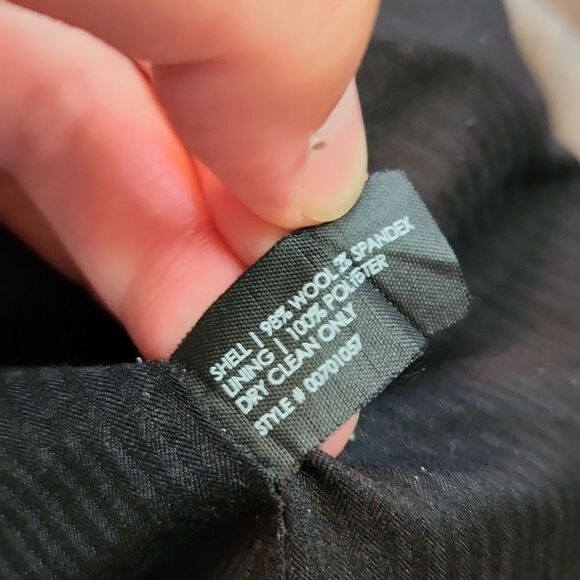 SHELL | 98% WOOL 2% SPANDEX
LINING | 100% POLYESTER
DRY CLEAN ONLY
STYLE # 00701057